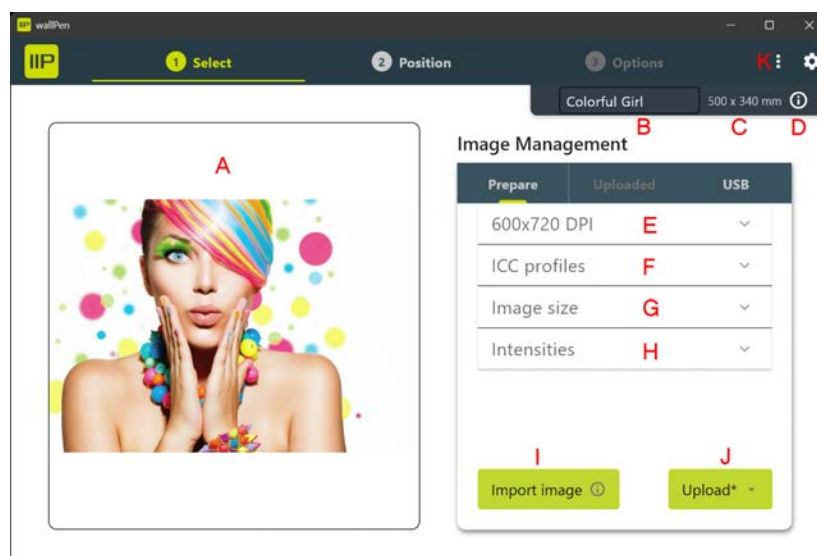 IIP wallPen
IIP 1 Select 2 Position 3 Options K
Colorful Girl 500 x 340 mm
B C D
A
Image Management
Prepare Uploaded USB
600x720 DPI E
ICC profiles F
Image size G
Intensities H
I J
Import image Upload*